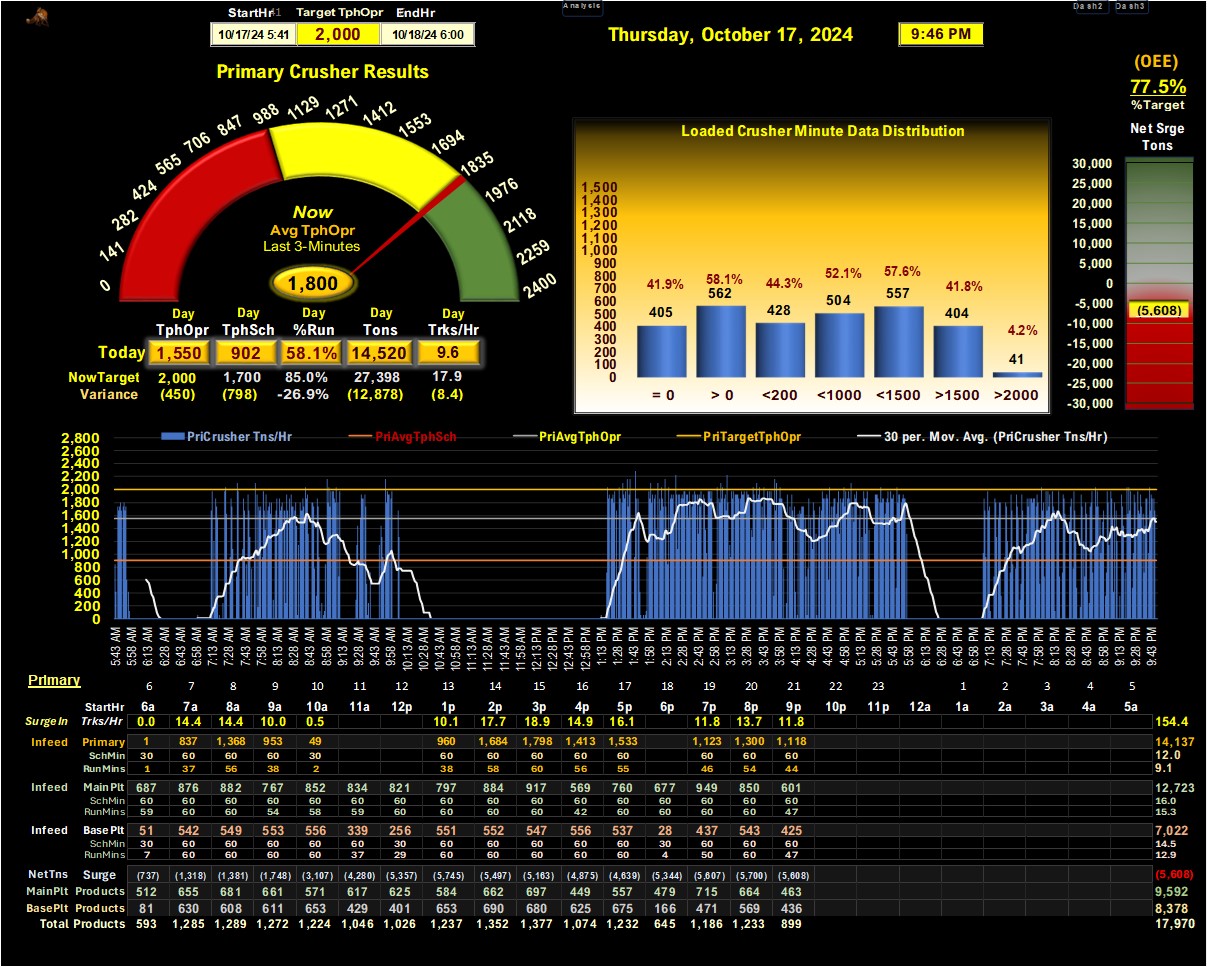 Analysis
Dash2 Dash3
StartHr Target TphOpr EndHr
10/17/24 5:41 2,000 10/18/24 6:00
Thursday, October 17, 2024 9:46 PM
(OEE)
77.5%
%Target
Primary Crusher Results
0 141 282 424 565 706 847 988 1129 1271 1412 1553 1694 1835 1976 2118 2259 2400
Now
Avg TphOpr
Last 3-Minutes
1,800
Day Day Day Day Day
TphOpr TphSch %Run Tons Trks/Hr
Today 1,550 902 58.1% 14,520 9.6
NowTarget 2,000 1,700 85.0% 27,398 17.9
Variance (450) (798) -26.9% (12,878) (8.4)
Loaded Crusher Minute Data Distribution
1,500
1,400
1,300
1,200
1,100
1,000
900
800
700
600
500
400
300
200
100
0
41.9% 58.1% 44.3% 52.1% 57.6% 41.8% 4.2%
405 562 428 504 557 404 41
= 0 > 0 <200 <1000 <1500 >1500 >2000
Net Srge
Tons
30,000
25,000
20,000
15,000
10,000
5,000
0
-5,000
(5,608)
-10,000
-15,000
-20,000
-25,000
-30,000
PriCrusher Tns/Hr PriAvgTphSch PriAvgTphOpr PriTargetTphOpr 30 per. Mov. Avg. (PriCrusher Tns/Hr)
2,800
2,600
2,400
2,200
2,000
1,800
1,600
1,400
1,200
1,000
800
600
400
200
0
5:43 AM 5:58 AM 6:13 AM 6:28 AM 6:43 AM 6:58 AM 7:13 AM 7:28 AM 7:43 AM 7:58 AM 8:13 AM 8:28 AM 8:43 AM 8:58 AM 9:13 AM 9:28 AM 9:43 AM 9:58 AM 10:13 AM 10:28 AM 10:43 AM 10:58 AM 11:13 AM 11:28 AM 11:43 AM 11:58 AM 12:13 PM 12:28 PM 12:43 PM 12:58 PM 1:13 PM 1:28 PM 1:43 PM 1:58 PM 2:13 PM 2:28 PM 2:43 PM 2:58 PM 3:13 PM 3:28 PM 3:43 PM 3:58 PM 4:13 PM 4:28 PM 4:43 PM 4:58 PM 5:13 PM 5:28 PM 5:43 PM 5:58 PM 6:13 PM 6:28 PM 6:43 PM 6:58 PM 7:13 PM 7:28 PM 7:43 PM 7:58 PM 8:13 PM 8:28 PM 8:43 PM 8:58 PM 9:13 PM 9:28 PM 9:43 PM
Primary
6 7 8 9 10 11 12 13 14 15 16 17 18 19 20 21 22 23 1 2 3 4 5
StartHr 6a 7a 8a 9a 10a 11a 12p 1p 2p 3p 4p 5p 6p 7p 8p 9p 10p 11p 12a 1a 2a 3a 4a 5a
SurgeIn Trks/Hr 0.0 14.4 14.4 10.0 0.5 10.1 17.7 18.9 14.9 16.1 11.8 13.7 11.8 154.4
Infeed Primary 1 837 1,368 953 49 960 1,684 1,798 1,413 1,533 1,123 1,300 1,118 14,137
SchMin 30 60 60 60 30 60 60 60 60 60 60 60 60 12.0
RunMins 1 37 56 38 2 38 58 60 56 55 46 54 44 9.1
Infeed MainPlt 687 876 882 767 852 834 821 797 884 917 569 760 677 949 850 601 12,723
SchMin 60 60 60 60 60 60 60 60 60 60 60 60 60 60 60 60 16.0
RunMins 59 60 60 54 58 59 60 60 60 60 42 60 60 60 60 47 15.3
Infeed BasePlt 51 542 549 553 556 339 256 551 552 547 556 537 28 437 543 425 7,022
SchMin 30 60 60 60 60 60 30 60 60 60 60 60 30 60 60 60 14.5
RunMins 7 60 60 60 60 37 29 60 60 60 60 60 4 50 60 47 12.9
NetTns Surge (737) (1,318) (1,381) (1,748) (3,107) (4,280) (5,357) (5,745) (5,497) (5,163) (4,875) (4,639) (5,344) (5,607) (5,700) (5,608) (5,608)
MainPlt Products 512 655 681 661 571 617 625 584 662 697 449 557 479 715 664 463 9,592
BasePlt Products 81 630 608 611 653 429 401 653 690 680 625 675 166 471 569 436 8,378
Total Products 593 1,285 1,289 1,272 1,224 1,046 1,026 1,237 1,352 1,377 1,074 1,232 645 1,186 1,233 899 17,970